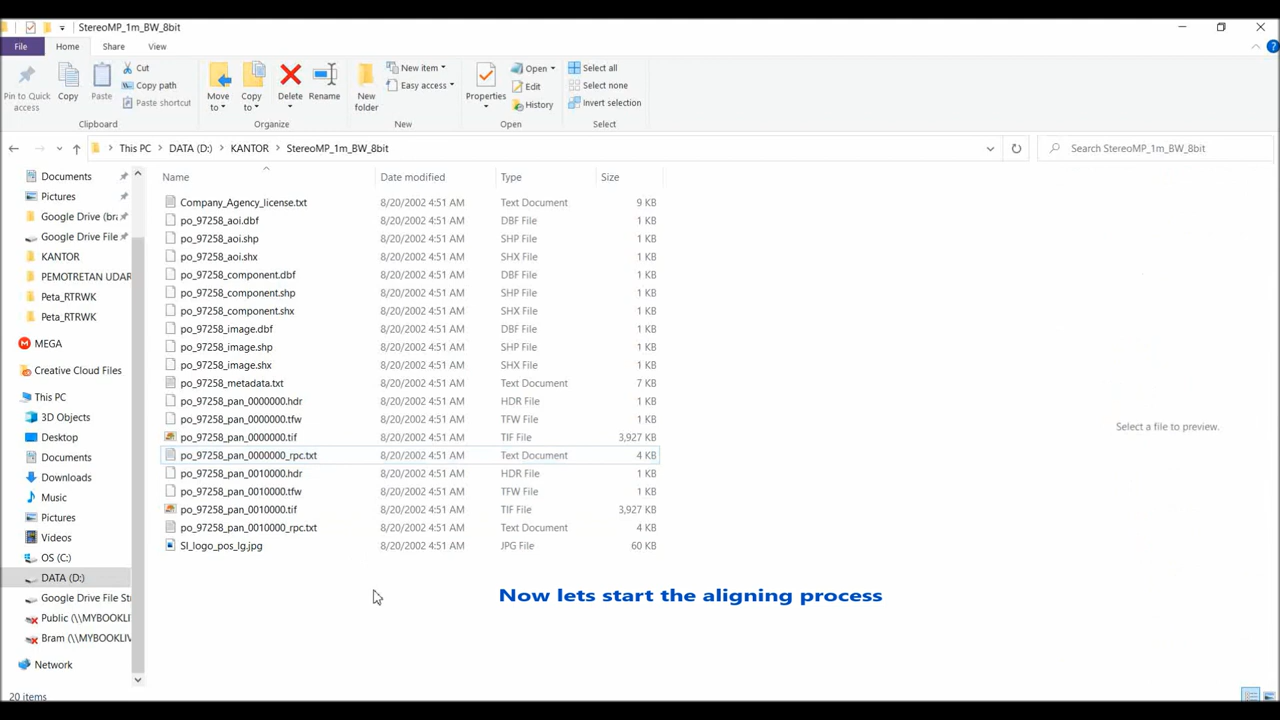 StereoMP_1m_BW_8bit
File Home Share View
Pin to Quick access
Copy
Paste
Cut
Copy path
Paste shortcut
Clipboard
Move to
Copy to
Delete
Rename
Organize
New folder
New item
Easy access
New
Properties
Open
Edit
History
Open
Select all
Select none
Invert selection
Select
This PC DATA (D:) KANTOR StereoMP_1m_BW_8bit
Search StereoMP_1m_BW_8bit
Documents
Pictures
Google Drive (bra
Google Drive File
KANTOR
PEMOTRETAN UDAR
Peta_RTRWK
Peta_RTRWK
MEGA
Creative Cloud Files
This PC
3D Objects
Desktop
Documents
Downloads
Music
Pictures
Videos
OS (C:)
DATA (D:)
Google Drive File Str
Public (\\MYBOOKLI
Bram (\\MYBOOKLIV
Network
Name Date modified Type Size
Company_Agency_license.txt 8/20/2002 4:51 AM Text Document 9 KB
po_97258_aoi.dbf 8/20/2002 4:51 AM DBF File 1 KB
po_97258_aoi.shp 8/20/2002 4:51 AM SHP File 1 KB
po_97258_aoi.shx 8/20/2002 4:51 AM SHX File 1 KB
po_97258_component.dbf 8/20/2002 4:51 AM DBF File 1 KB
po_97258_component.shp 8/20/2002 4:51 AM SHP File 1 KB
po_97258_component.shx 8/20/2002 4:51 AM SHX File 1 KB
po_97258_image.dbf 8/20/2002 4:51 AM DBF File 1 KB
po_97258_image.shp 8/20/2002 4:51 AM SHP File 1 KB
po_97258_image.shx 8/20/2002 4:51 AM SHX File 1 KB
po_97258_metadata.txt 8/20/2002 4:51 AM Text Document 7 KB
po_97258_pan_0000000.hdr 8/20/2002 4:51 AM HDR File 1 KB
po_97258_pan_0000000.tfw 8/20/2002 4:51 AM TFW File 1 KB
po_97258_pan_0000000.tif 8/20/2002 4:51 AM TIF File 3,927 KB
po_97258_pan_0000000_rpc.txt 8/20/2002 4:51 AM Text Document 4 KB
po_97258_pan_0010000.hdr 8/20/2002 4:51 AM HDR File 1 KB
po_97258_pan_0010000.tfw 8/20/2002 4:51 AM TFW File 1 KB
po_97258_pan_0010000.tif 8/20/2002 4:51 AM TIF File 3,927 KB
po_97258_pan_0010000_rpc.txt 8/20/2002 4:51 AM Text Document 4 KB
SI_logo_pos_lg.jpg 8/20/2002 4:51 AM JPG File 60 KB
Select a file to preview.
Now lets start the aligning process
20 items